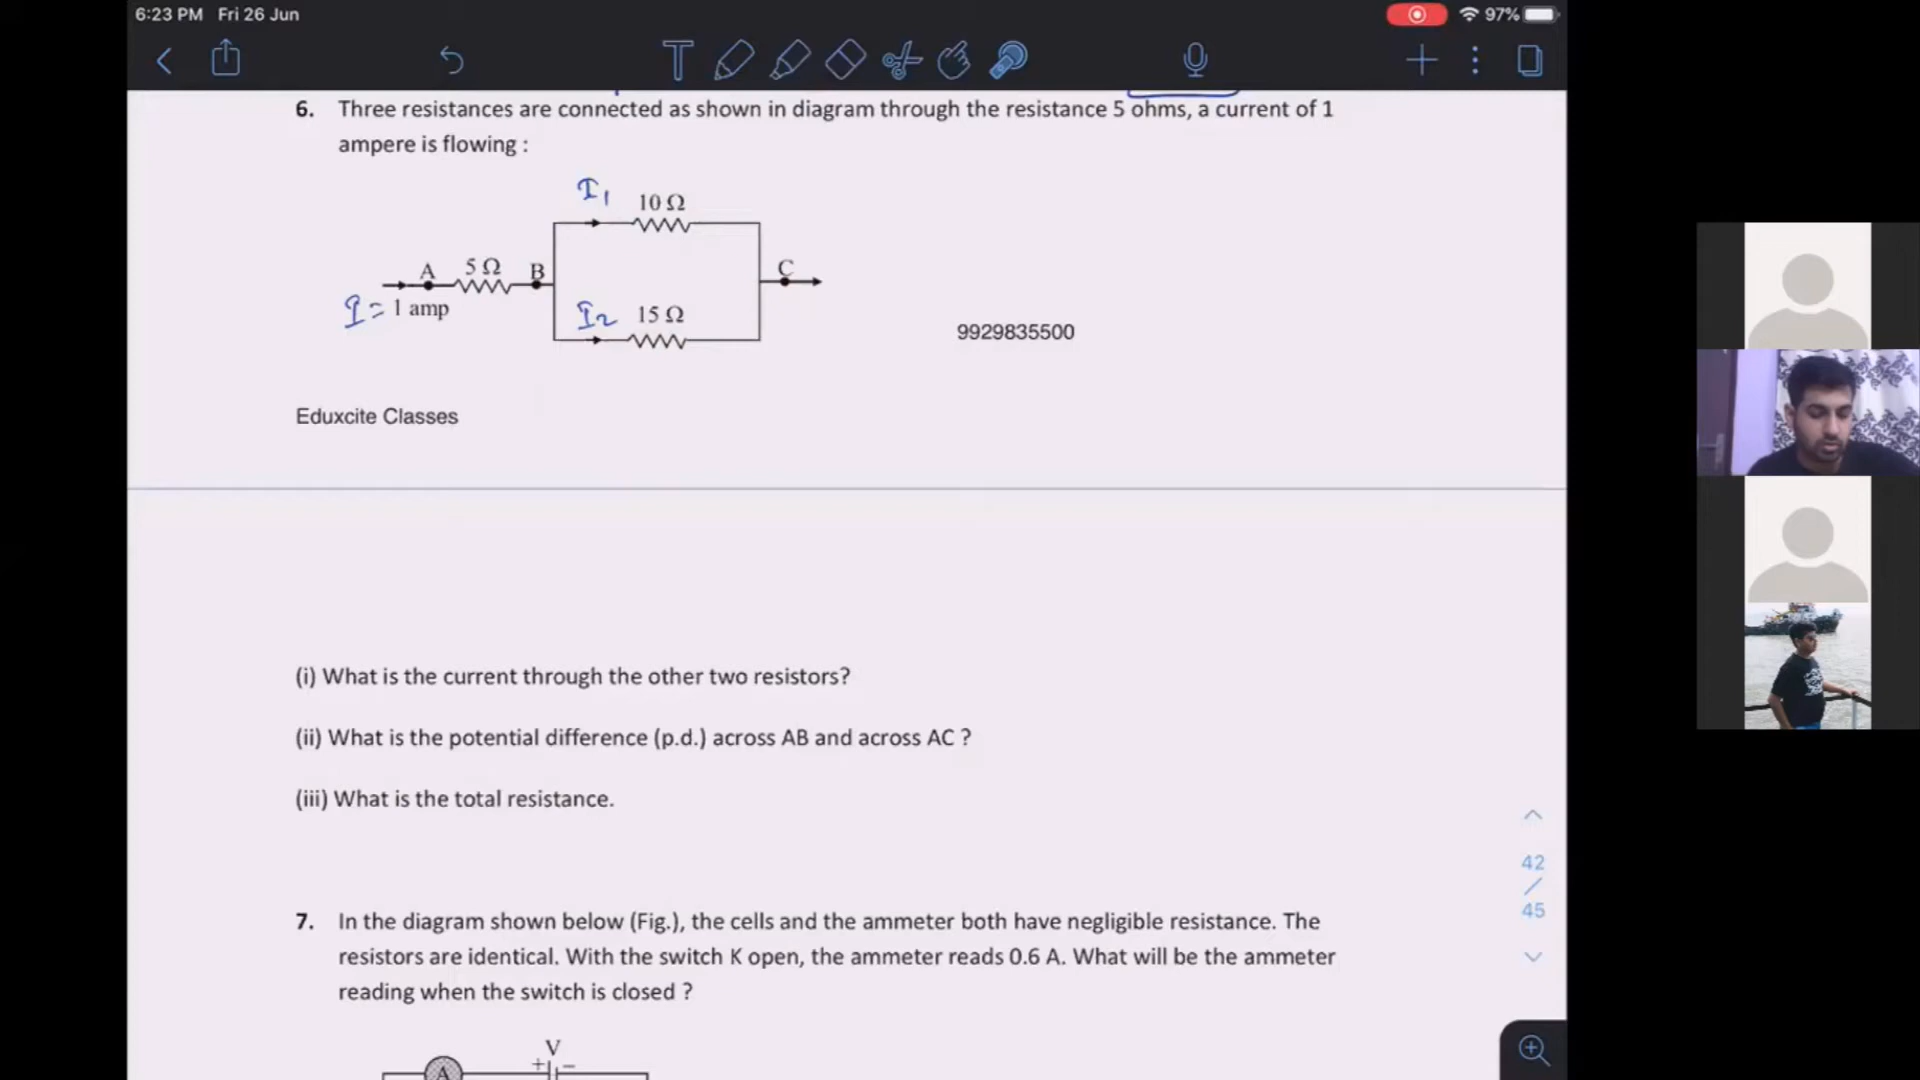 6:23 PM Fri 26 Jun
97%
6. Three resistances are connected as shown in diagram through the resistance 5 ohms, a current of 1
ampere is flowing :
I₁
10 Ω
A 5 Ω B
C
I = 1 amp
I₂ 15 Ω
9929835500
Eduxcite Classes
(i) What is the current through the other two resistors?
(ii) What is the potential difference (p.d.) across AB and across AC ?
(iii) What is the total resistance.
42
/
45
7. In the diagram shown below (Fig.), the cells and the ammeter both have negligible resistance. The
resistors are identical. With the switch K open, the ammeter reads 0.6 A. What will be the ammeter
reading when the switch is closed ?
V
+ −
A